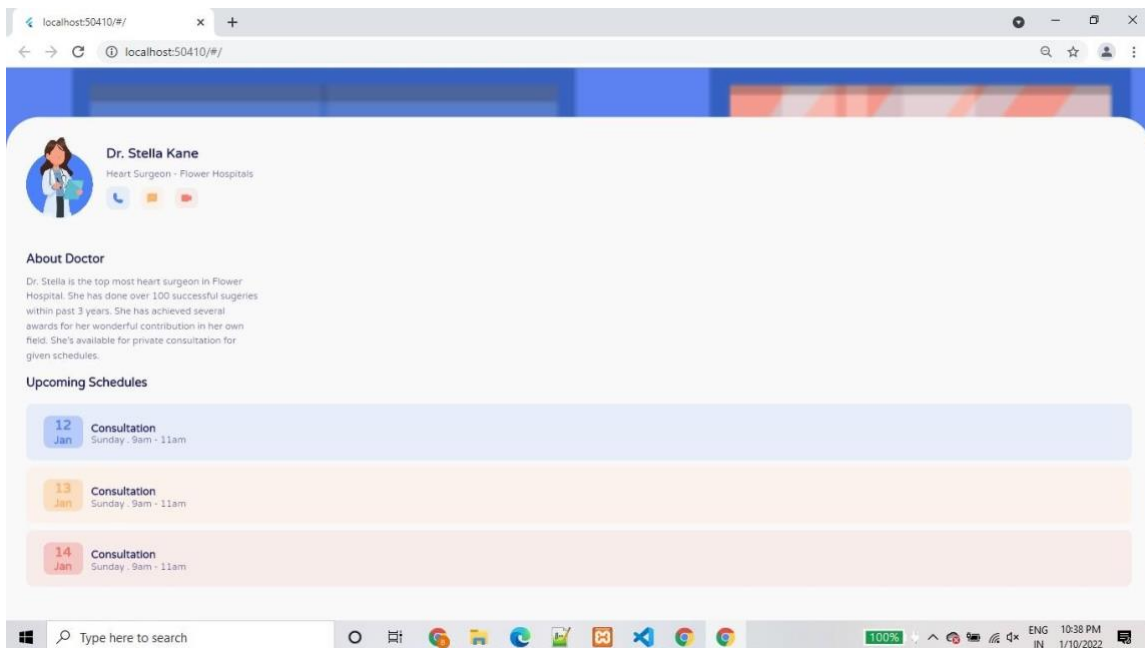 localhost:50410/#/
localhost:50410/#/
Dr. Stella Kane
Heart Surgeon - Flower Hospitals
About Doctor
Dr. Stella is the top most heart surgeon in Flower
Hospital. She has done over 100 successful sugeries
within past 3 years. She has achieved several
awards for her wonderful contribution in her own
field. She's available for private consultation for
given schedules.
Upcoming Schedules
12
Jan
Consultation
Sunday . 9am - 11am
13
Jan
Consultation
Sunday . 9am - 11am
14
Jan
Consultation
Sunday . 9am - 11am
Type here to search
100%
ENG
IN
10:38 PM
1/10/2022